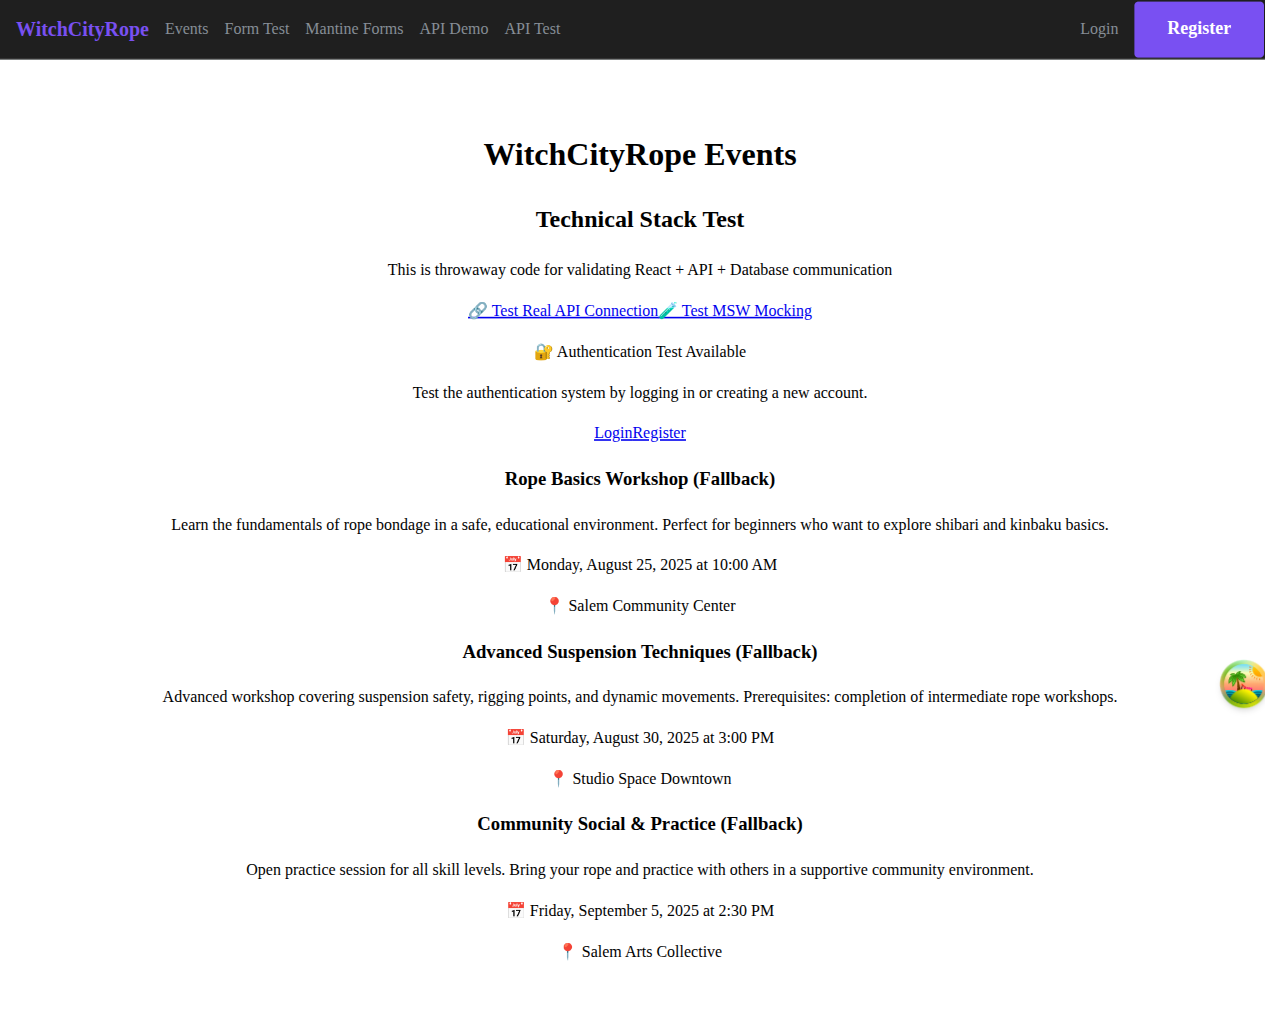 WitchCityRope Events Form Test Mantine Forms API Demo API Test Login Register
WitchCityRope Events
Technical Stack Test
This is throwaway code for validating React + API + Database communication
🔗 Test Real API Connection🧪 Test MSW Mocking
🔐 Authentication Test Available
Test the authentication system by logging in or creating a new account.
LoginRegister
Rope Basics Workshop (Fallback)
Learn the fundamentals of rope bondage in a safe, educational environment. Perfect for beginners who want to explore shibari and kinbaku basics.
📅 Monday, August 25, 2025 at 10:00 AM
📍 Salem Community Center
Advanced Suspension Techniques (Fallback)
Advanced workshop covering suspension safety, rigging points, and dynamic movements. Prerequisites: completion of intermediate rope workshops.
📅 Saturday, August 30, 2025 at 3:00 PM
📍 Studio Space Downtown
Community Social & Practice (Fallback)
Open practice session for all skill levels. Bring your rope and practice with others in a supportive community environment.
📅 Friday, September 5, 2025 at 2:30 PM
📍 Salem Arts Collective